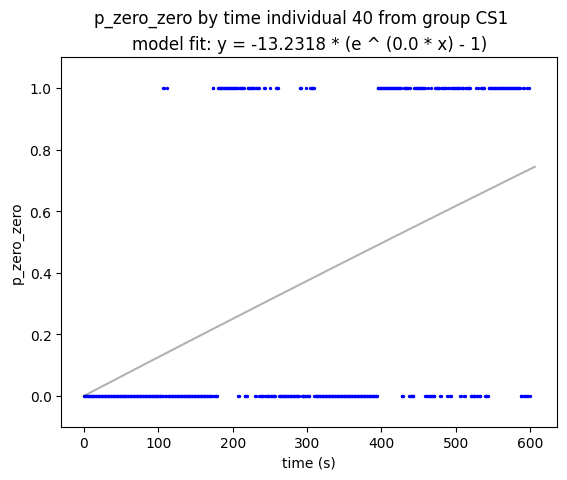 p_zero_zero by time individual 40 from group CS1
model fit: y = -13.2318 * (e ^ (0.0 * x) - 1)
1.0
0.8
0.6
0.4
0.2
0.0
p_zero_zero
0 100 200 300 400 500 600
time (s)